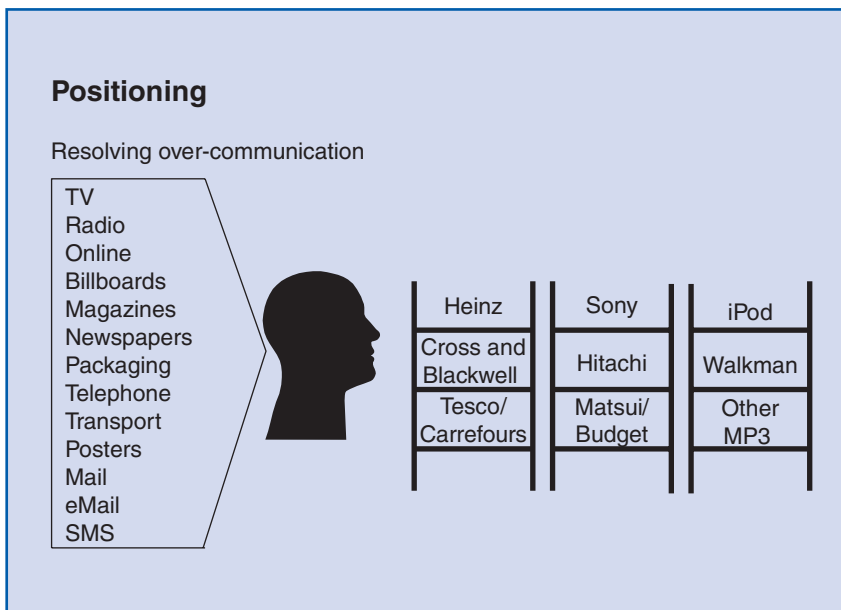 Positioning
Resolving over-communication
TV
Radio
Online
Billboards
Magazines
Newspapers
Packaging
Telephone
Transport
Posters
Mail
eMail
SMS
Heinz
Cross and
Blackwell
Tesco/
Carrefours
Sony
Hitachi
Matsui/
Budget
iPod
Walkman
Other
MP3